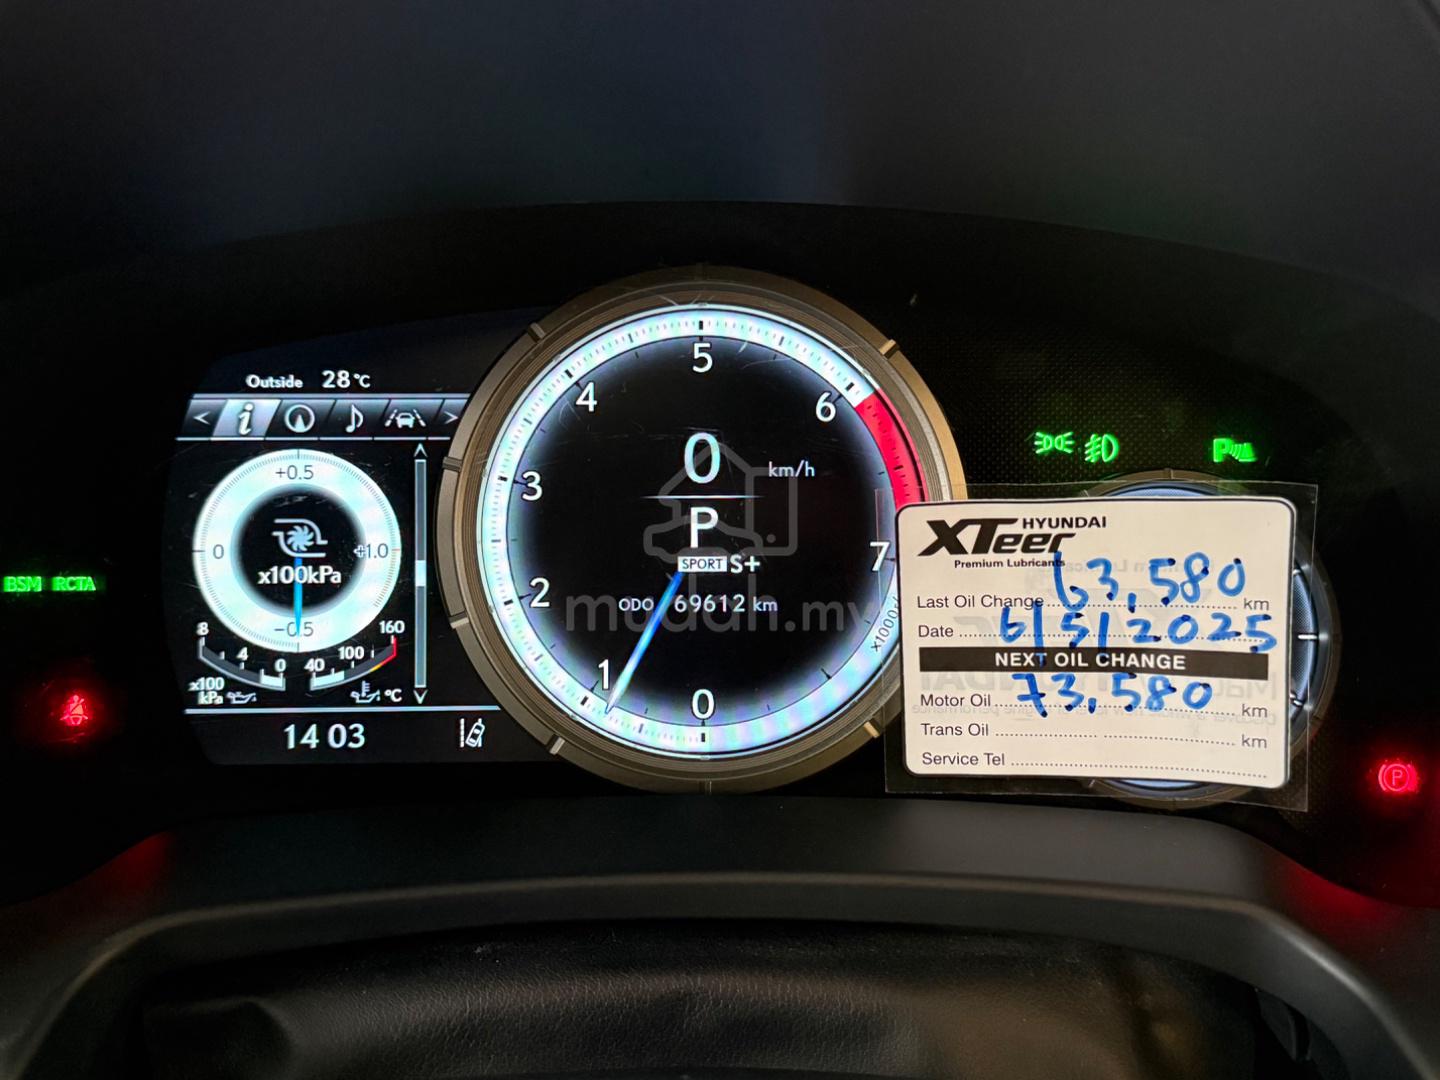 Outside 28°C
+0.5
0
+1.0
x100kPa
-0.5
8
4
0
x100
kPa
40
100
160
°C
14 03
BSM RCTA
0
1
2
3
4
5
6
7
x1000r/
0 km/h
P
SPORT S+
ODO 69612 km
mudah.my
P
P
XTeer HYUNDAI
Premium Lubricants
Last Oil Change 63,580 km
Date 6/5/2025
NEXT OIL CHANGE
Motor Oil 73,580 km
Trans Oil km
Service Tel